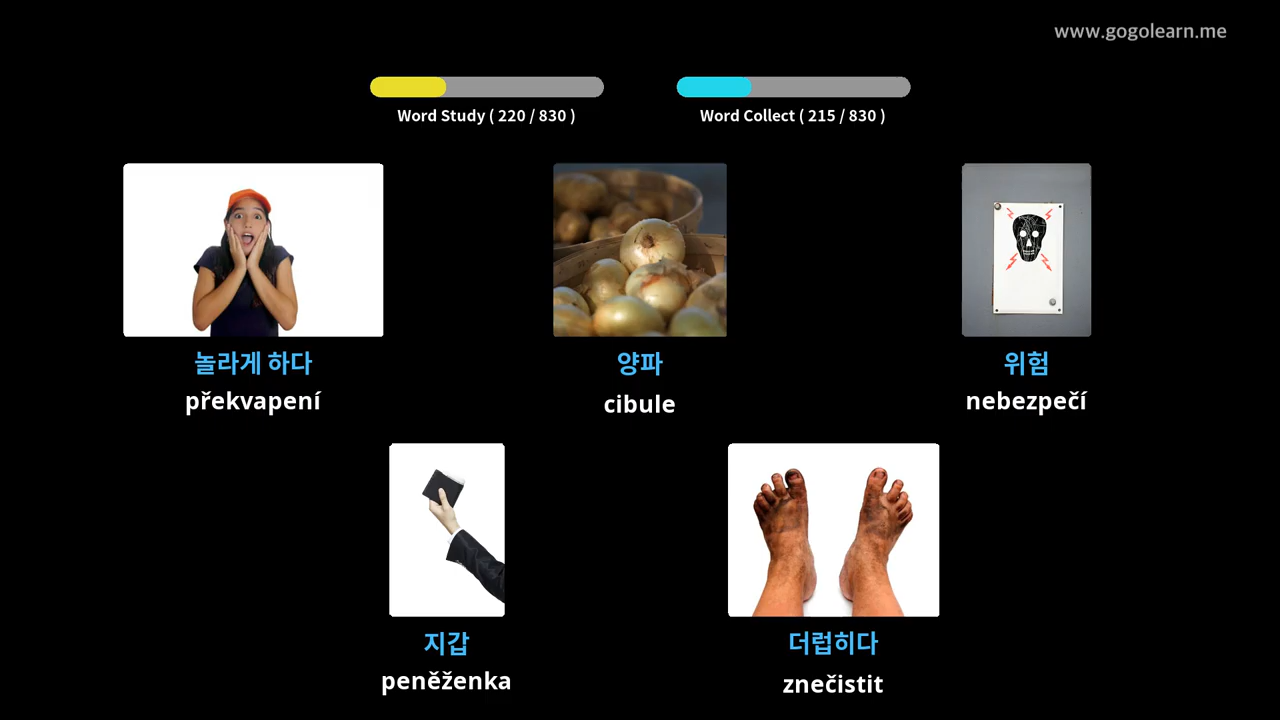 www.gogolearn.me
Word Study ( 220 / 830 )
Word Collect ( 215 / 830 )
놀라게 하다
překvapení
양파
cibule
위험
nebezpečí
지갑
peněženka
더럽히다
znečistit